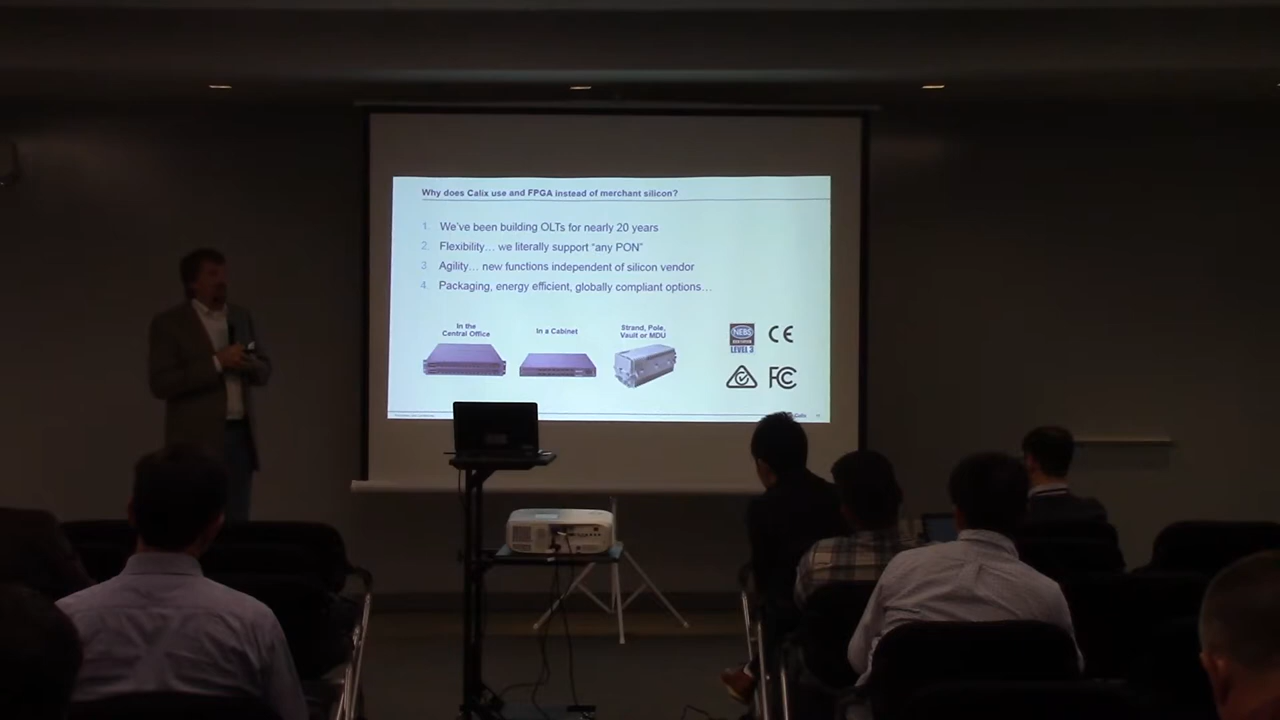 Why does Calix use and FPGA instead of merchant silicon?
1. We've been building OLTs for nearly 20 years
2. Flexibility… we literally support "any PON"
3. Agility… new functions independent of silicon vendor
4. Packaging, energy efficient, globally compliant options…
In the
Central Office
In a Cabinet
Strand, Pole,
Vault or MDU
NEBS
LEVEL 3
CE
FC
Calix